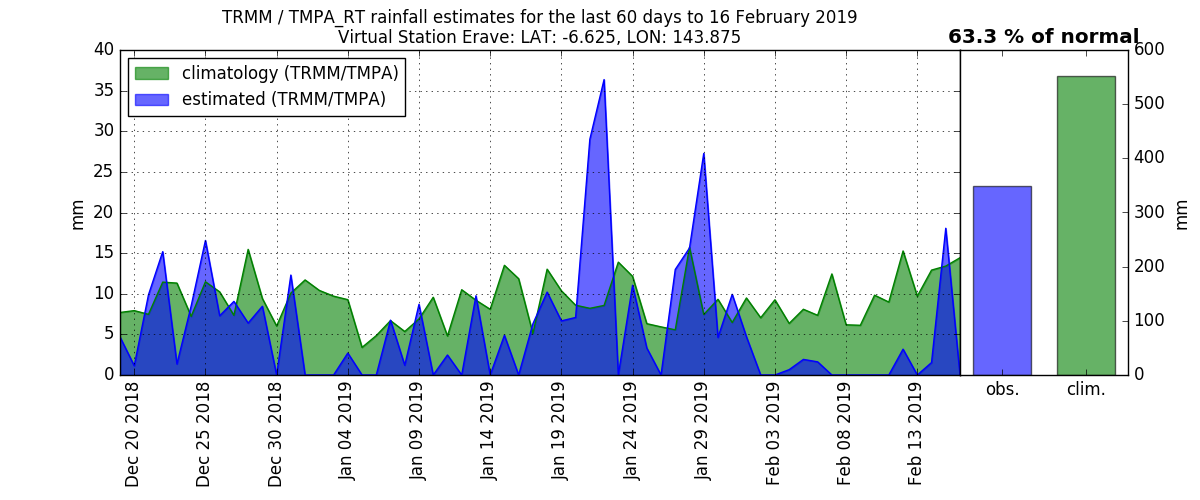 TRMM / TMPA_RT rainfall estimates for the last 60 days to 16 February 2019
Virtual Station Erave: LAT: -6.625, LON: 143.875
63.3 % of normal
climatology (TRMM/TMPA)
estimated (TRMM/TMPA)
40
35
30
25
20
15
10
5
0
mm
Dec 20 2018
Dec 25 2018
Dec 30 2018
Jan 04 2019
Jan 09 2019
Jan 14 2019
Jan 19 2019
Jan 24 2019
Jan 29 2019
Feb 03 2019
Feb 08 2019
Feb 13 2019
obs.
clim.
600
500
400
300
200
100
0
mm